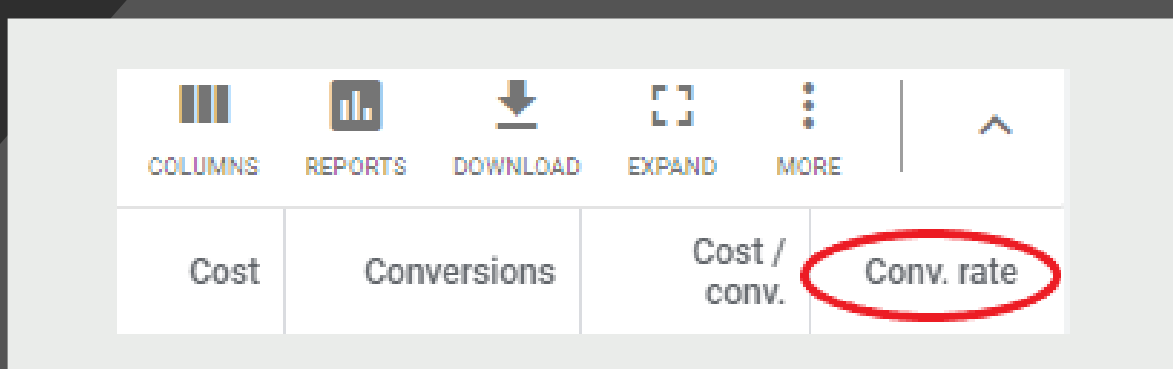 COLUMNS REPORTS DOWNLOAD EXPAND MORE
Cost Conversions Cost / conv. Conv. rate